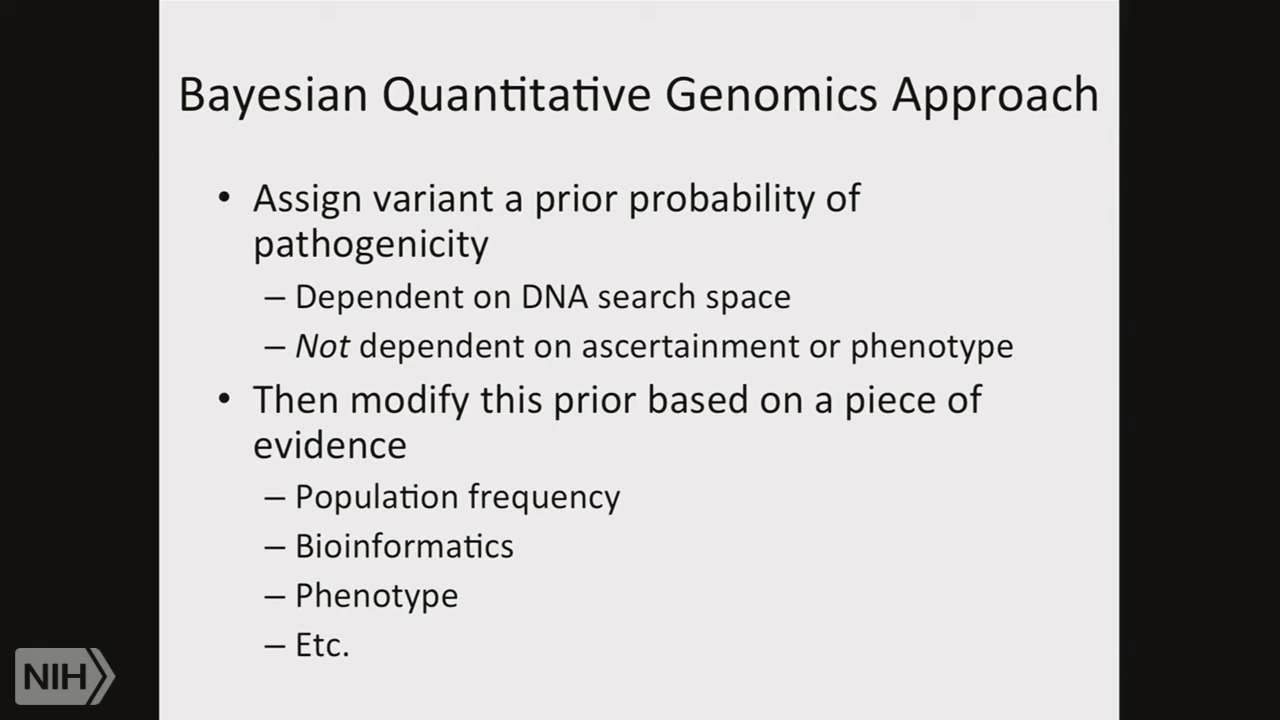 Bayesian Quantitative Genomics Approach
• Assign variant a prior probability of
pathogenicity
– Dependent on DNA search space
– Not dependent on ascertainment or phenotype
• Then modify this prior based on a piece of
evidence
– Population frequency
– Bioinformatics
– Phenotype
– Etc.
NIH